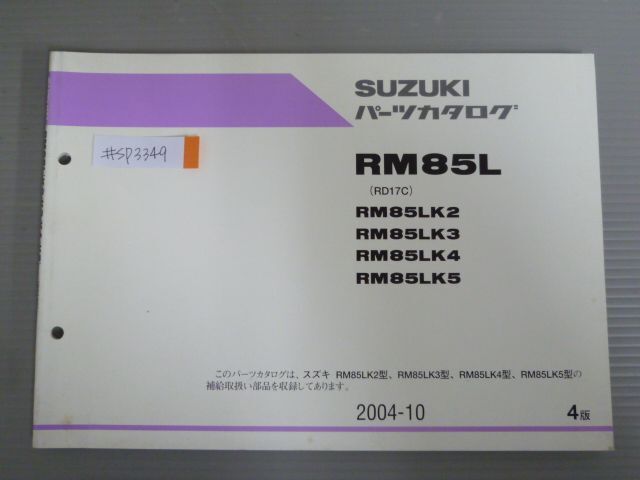 SUZUKI
パーツカタログ
#SP3349
RM85L
(RD17C)
RM85LK2
RM85LK3
RM85LK4
RM85LK5
このパーツカタログは、スズキ RM85LK2型、RM85LK3型、RM85LK4型、RM85LK5型の
補給取扱い部品を収録してあります。
2004-10 4版